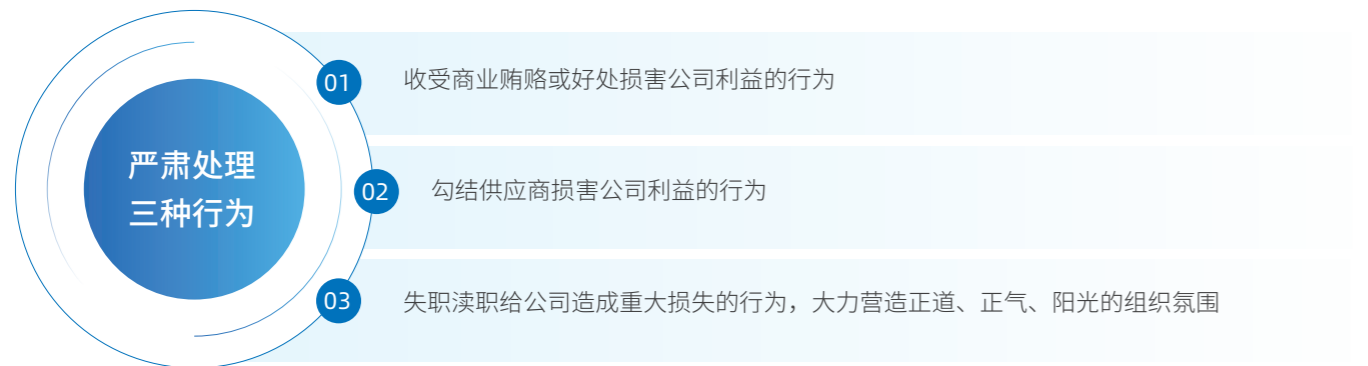 严肃处理
三种行为
01
收受商业贿赂或好处损害公司利益的行为
02
勾结供应商损害公司利益的行为
03
失职渎职给公司造成重大损失的行为，大力营造正道、正气、阳光的组织氛围